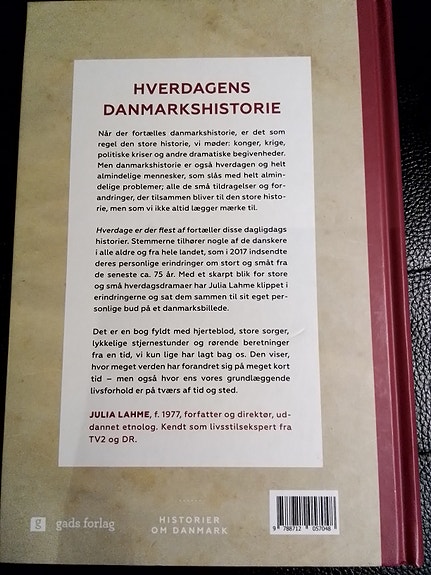 HVERDAGENS
DANMARKSHISTORIE
Når der fortælles danmarkshistorie, er det som
regel den store historie, vi møder: konger, krige,
politiske kriser og andre dramatiske begivenheder.
Men danmarkshistorie er også hverdagen og helt
almindelige mennesker, som slås med helt almin-
delige problemer; alle de små tildragelser og for-
andringer, der tilsammen bliver til den store histo-
rie, men som vi ikke altid lægger mærke til.
Hverdage er der flest af fortæller disse dagligdags
historier. Stemmerne tilhører nogle af de danskere
i alle aldre og fra hele landet, som i 2017 indsendte
deres personlige erindringer om stort og småt fra
de seneste ca. 75 år. Med et skarpt blik for store
og små hverdagsdramaer har Julia Lahme klippet i
erindringerne og sat dem sammen til sit eget per-
sonlige bud på et danmarksbillede.
Det er en bog fyldt med hjerteblod, store sorger,
lykkelige stjernestunder og rørende beretninger
fra en tid, vi kun lige har lagt bag os. Den viser,
hvor meget verden har forandret sig på meget kort
tid – men også hvor ens vores grundlæggende
livsforhold er på tværs af tid og sted.
JULIA LAHME, f. 1977, forfatter og direktør, ud-
dannet etnolog. Kendt som livsstilsekspert fra
TV2 og DR.
g gads forlag
HISTORIER
OM DANMARK
9 788712 057048